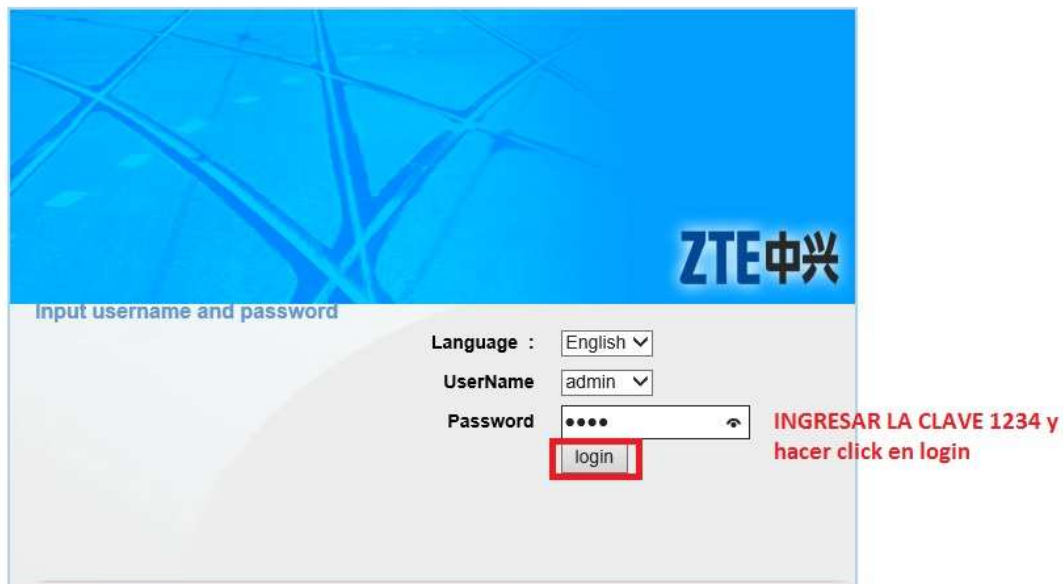 ZTE中兴
Input username and password
Language : English
UserName admin
Password ●●●●
INGRESAR LA CLAVE 1234 y
hacer click en login
login